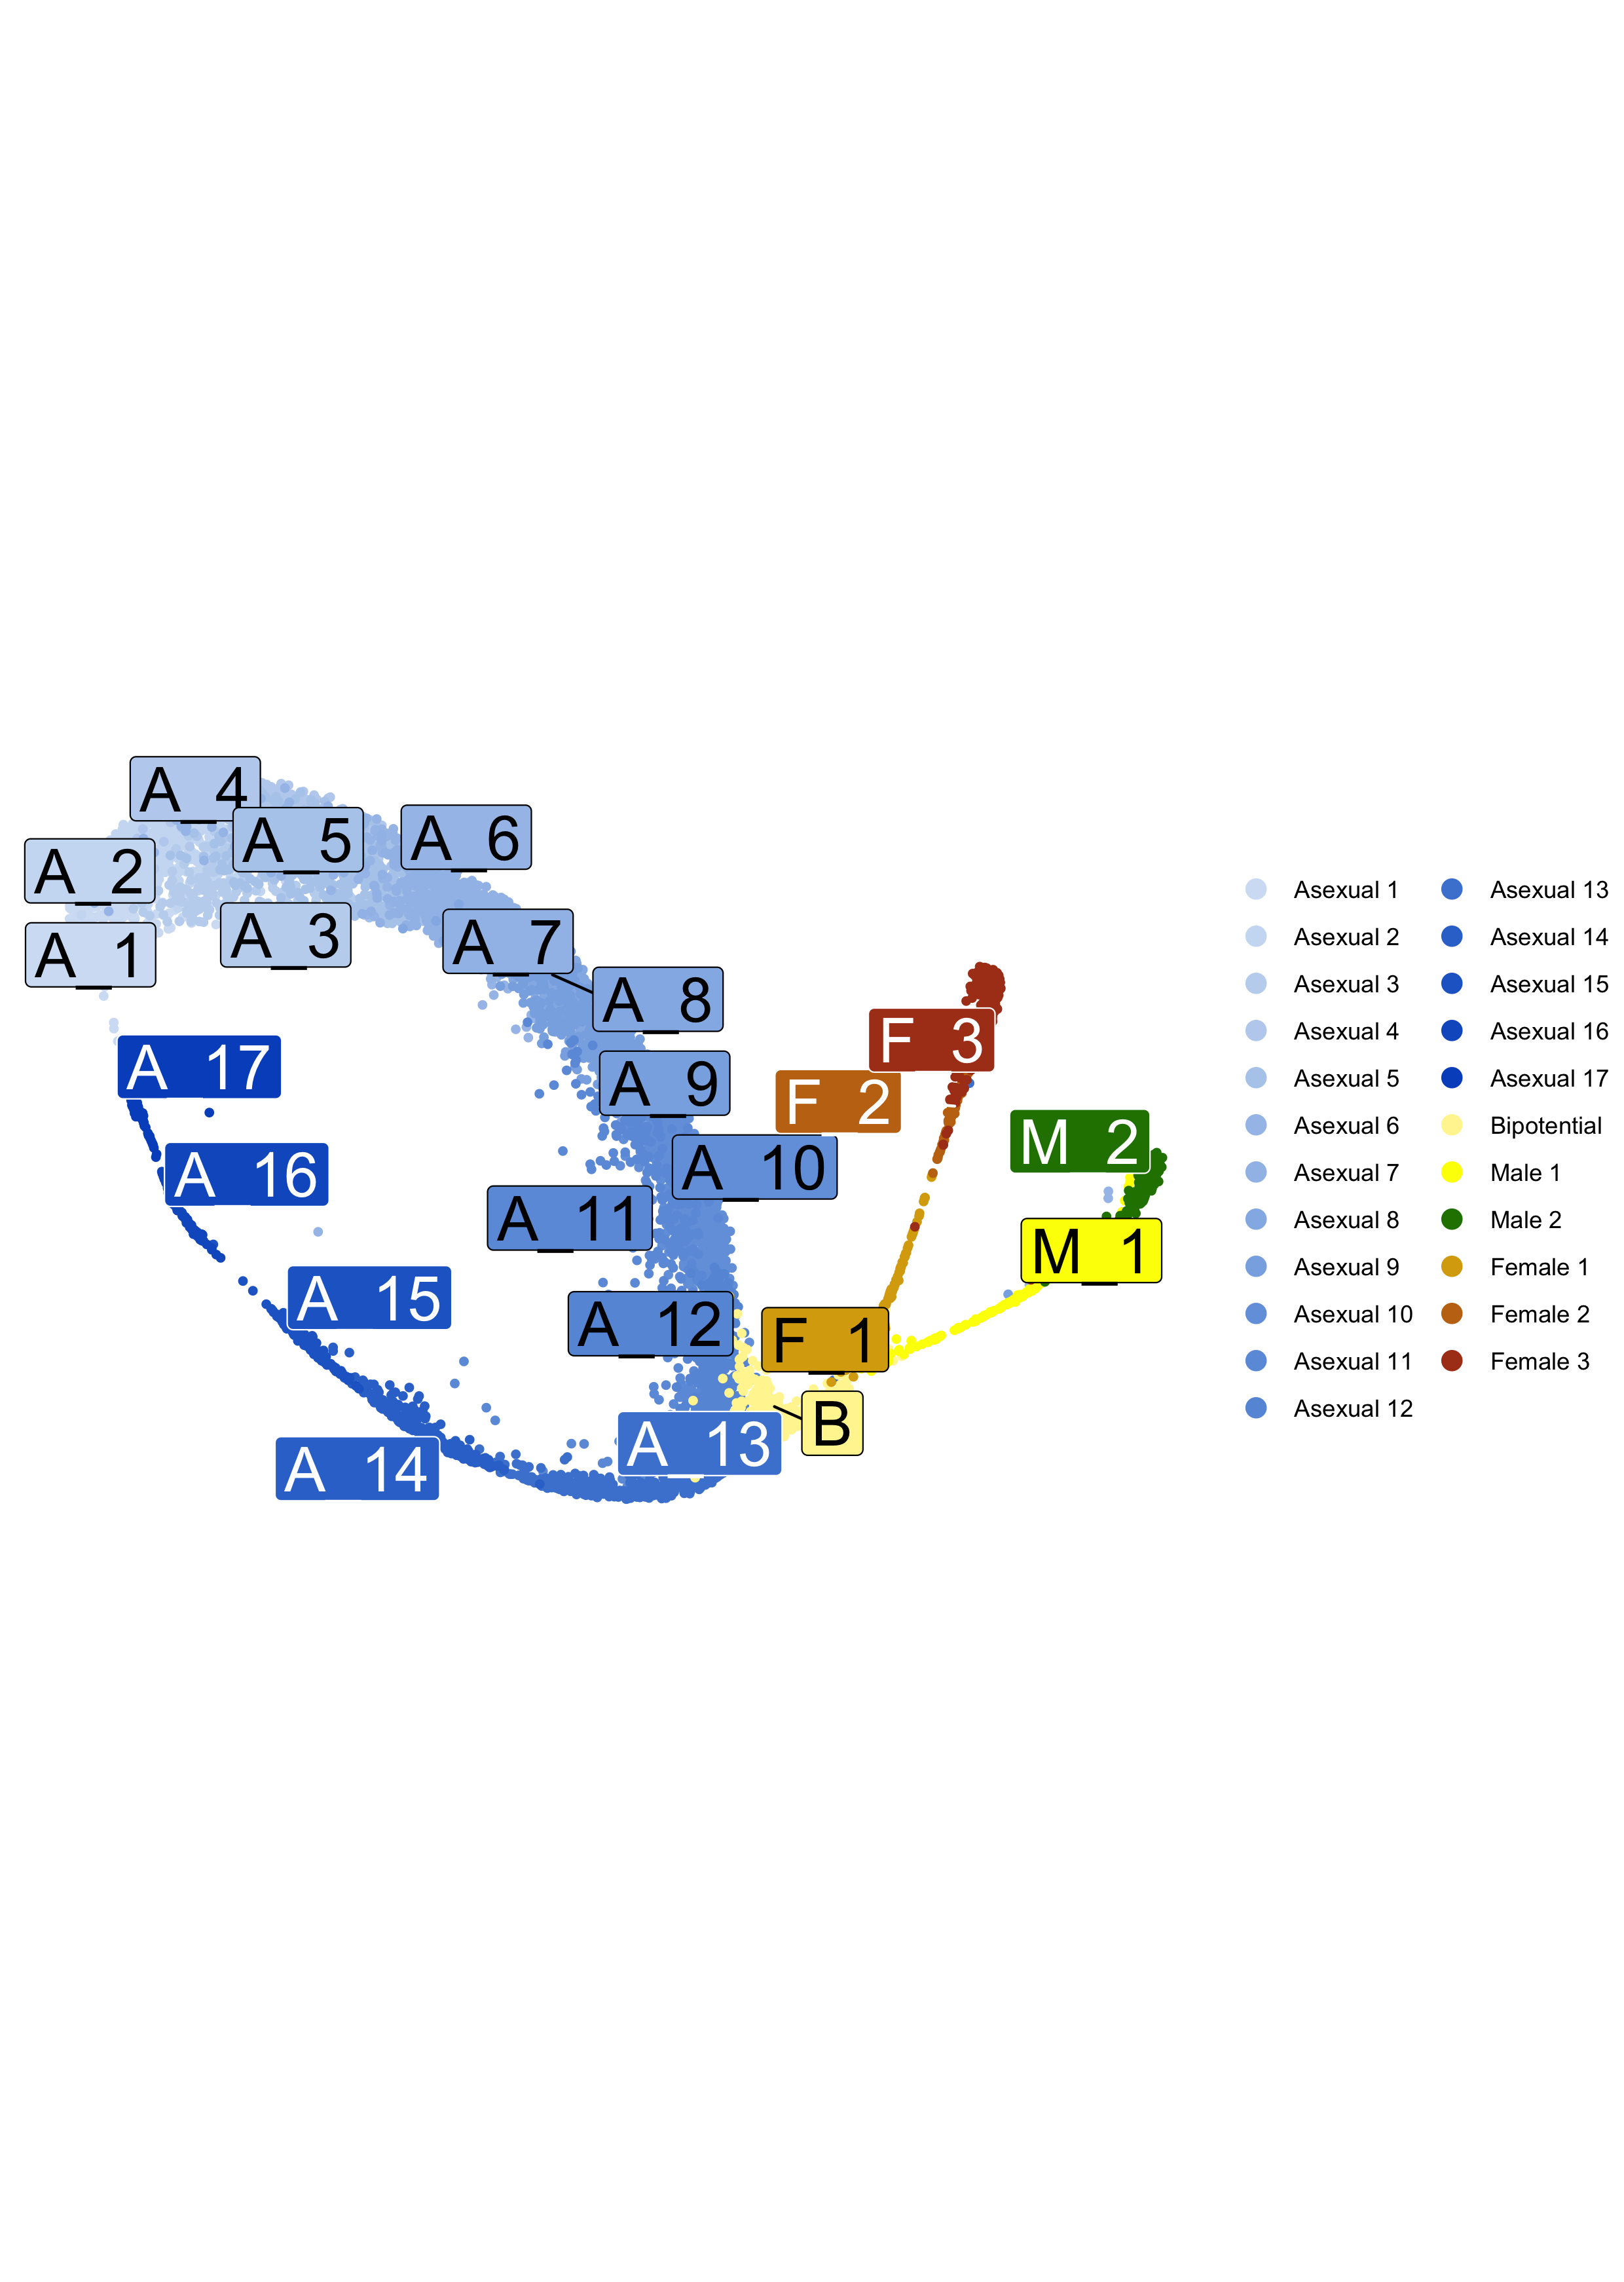 A_4
A_5
A_6
A_2
A_3
A_1
A_7
A_8
A_17
A_9
F_3
F_2
A_16
A_10
M_2
A_11
M_1
A_15
A_12
F_1
B
A_13
A_14
Asexual 1
Asexual 2
Asexual 3
Asexual 4
Asexual 5
Asexual 6
Asexual 7
Asexual 8
Asexual 9
Asexual 10
Asexual 11
Asexual 12
Asexual 13
Asexual 14
Asexual 15
Asexual 16
Asexual 17
Bipotential
Male 1
Male 2
Female 1
Female 2
Female 3